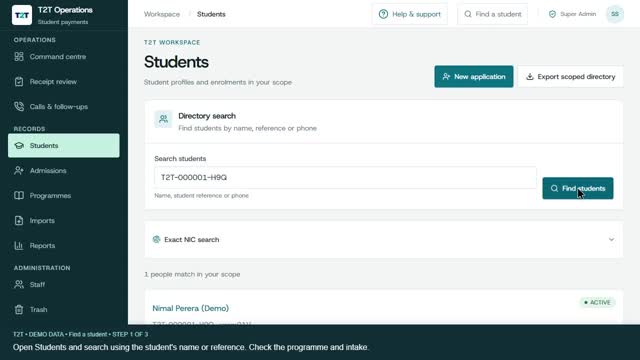 T2T
T2T Operations
Student payments
OPERATIONS
Command centre
Receipt review
Calls & follow-ups
RECORDS
Students
Admissions
Programmes
Imports
Reports
ADMINISTRATION
Staff
Trash
Workspace / Students
Help & support
Find a student
Super Admin
SS
T2T WORKSPACE
Students
Student profiles and enrolments in your scope
New application
Export scoped directory
Directory search
Find students by name, reference or phone
Search students
T2T-000001-H9Q
Find students
Name, student reference or phone
Exact NIC search
1 people match in your scope
Nimal Perera (Demo)
ACTIVE
T2T • DEMO DATA • Find a student • STEP 1 OF 3
Open Students and search using the student's name or reference. Check the programme and intake.